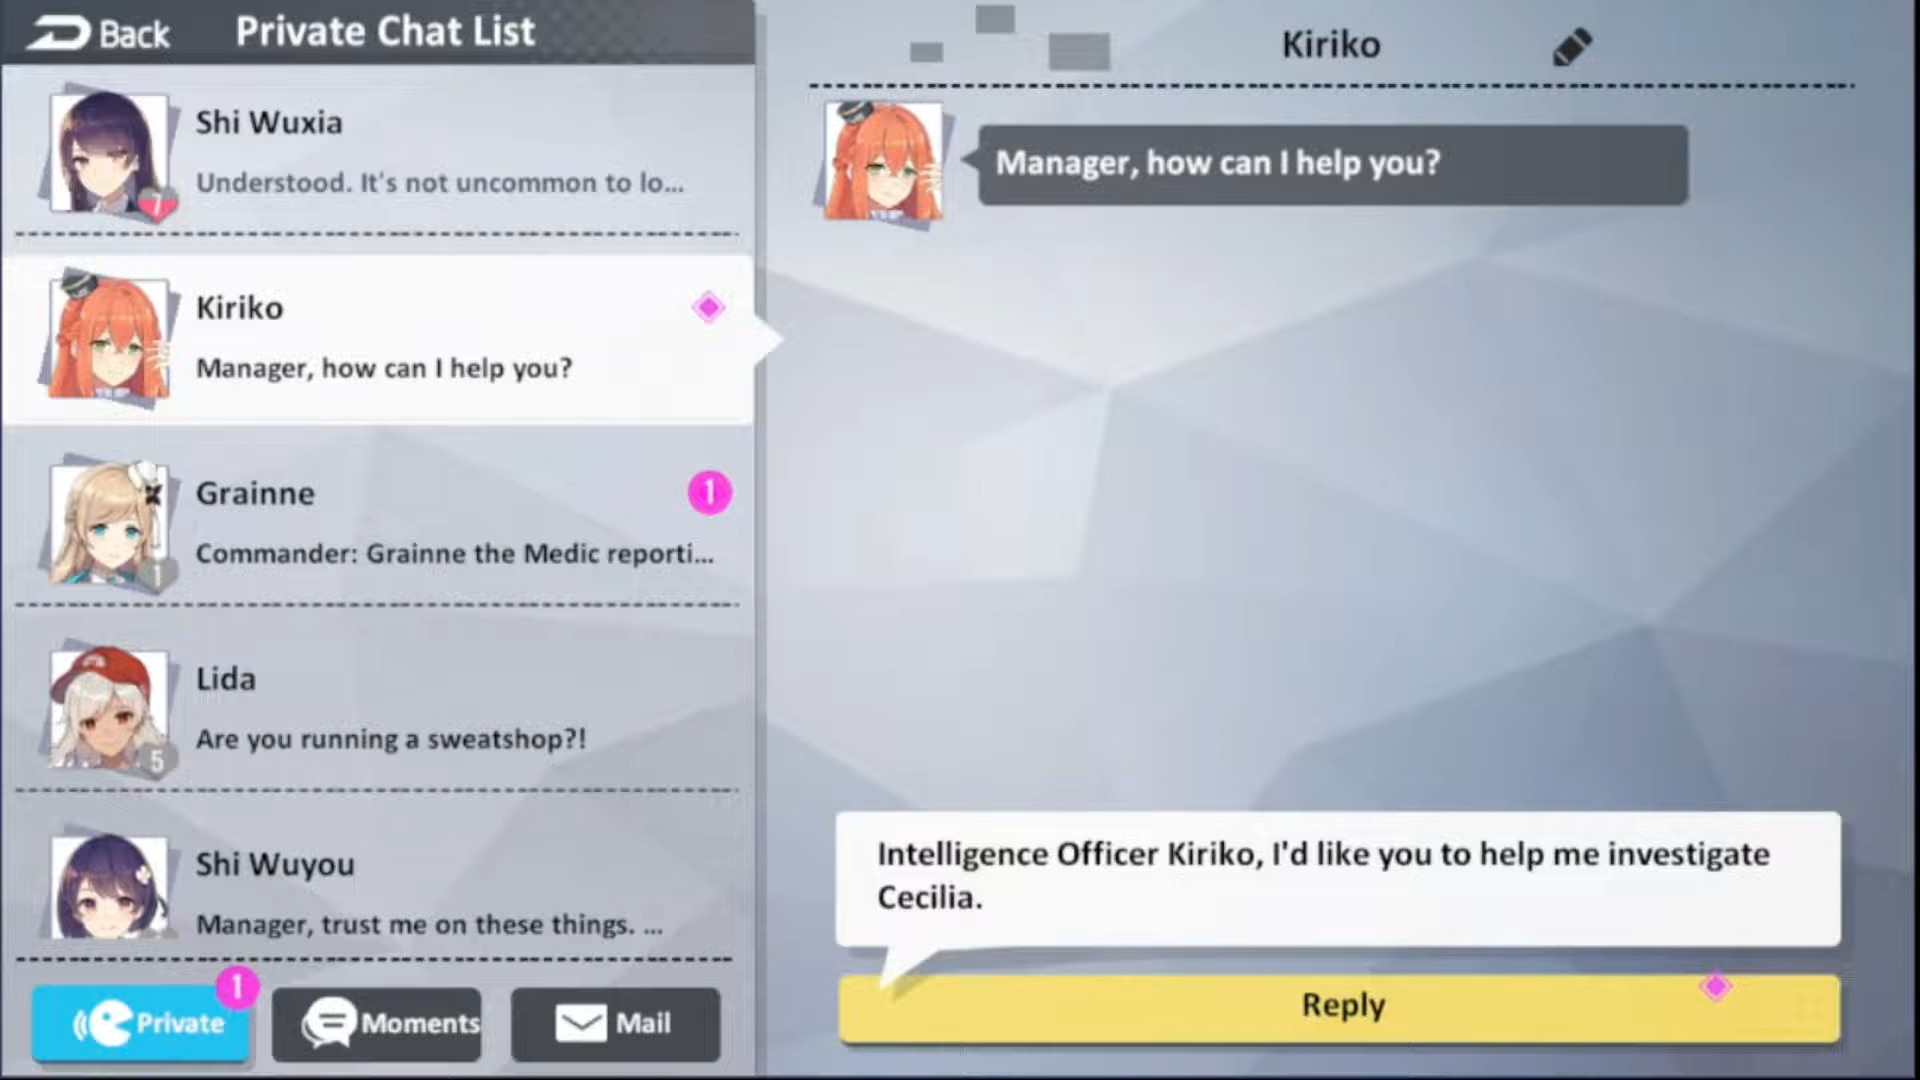 Back
Private Chat List
Shi Wuxia
Understood. It's not uncommon to lo...
7
Kiriko
Manager, how can I help you?
Grainne
1
Commander: Grainne the Medic reporti...
1
Lida
Are you running a sweatshop?!
5
Shi Wuyou
Manager, trust me on these things. ...
1
Private
Moments
Mail
Kiriko
Manager, how can I help you?
Intelligence Officer Kiriko, I'd like you to help me investigate
Cecilia.
Reply